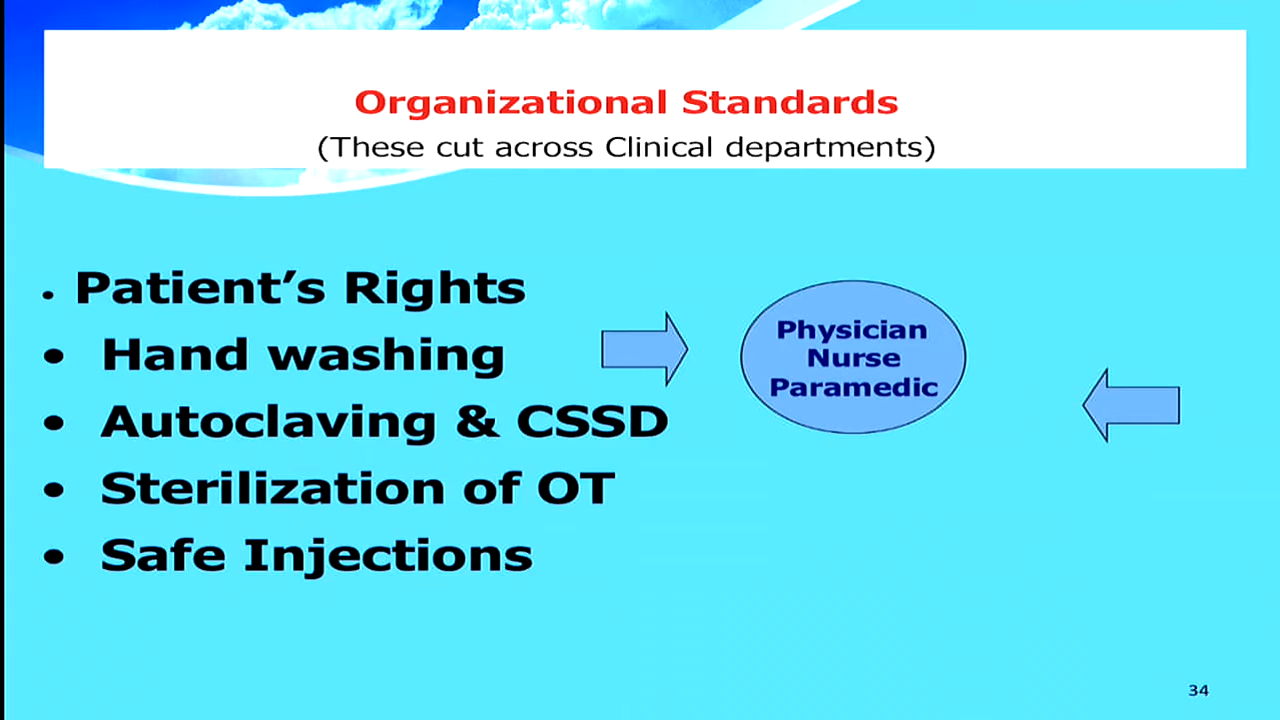 Organizational Standards
(These cut across Clinical departments)
• Patient’s Rights
• Hand washing
• Autoclaving & CSSD
• Sterilization of OT
• Safe Injections
Physician
Nurse
Paramedic
34